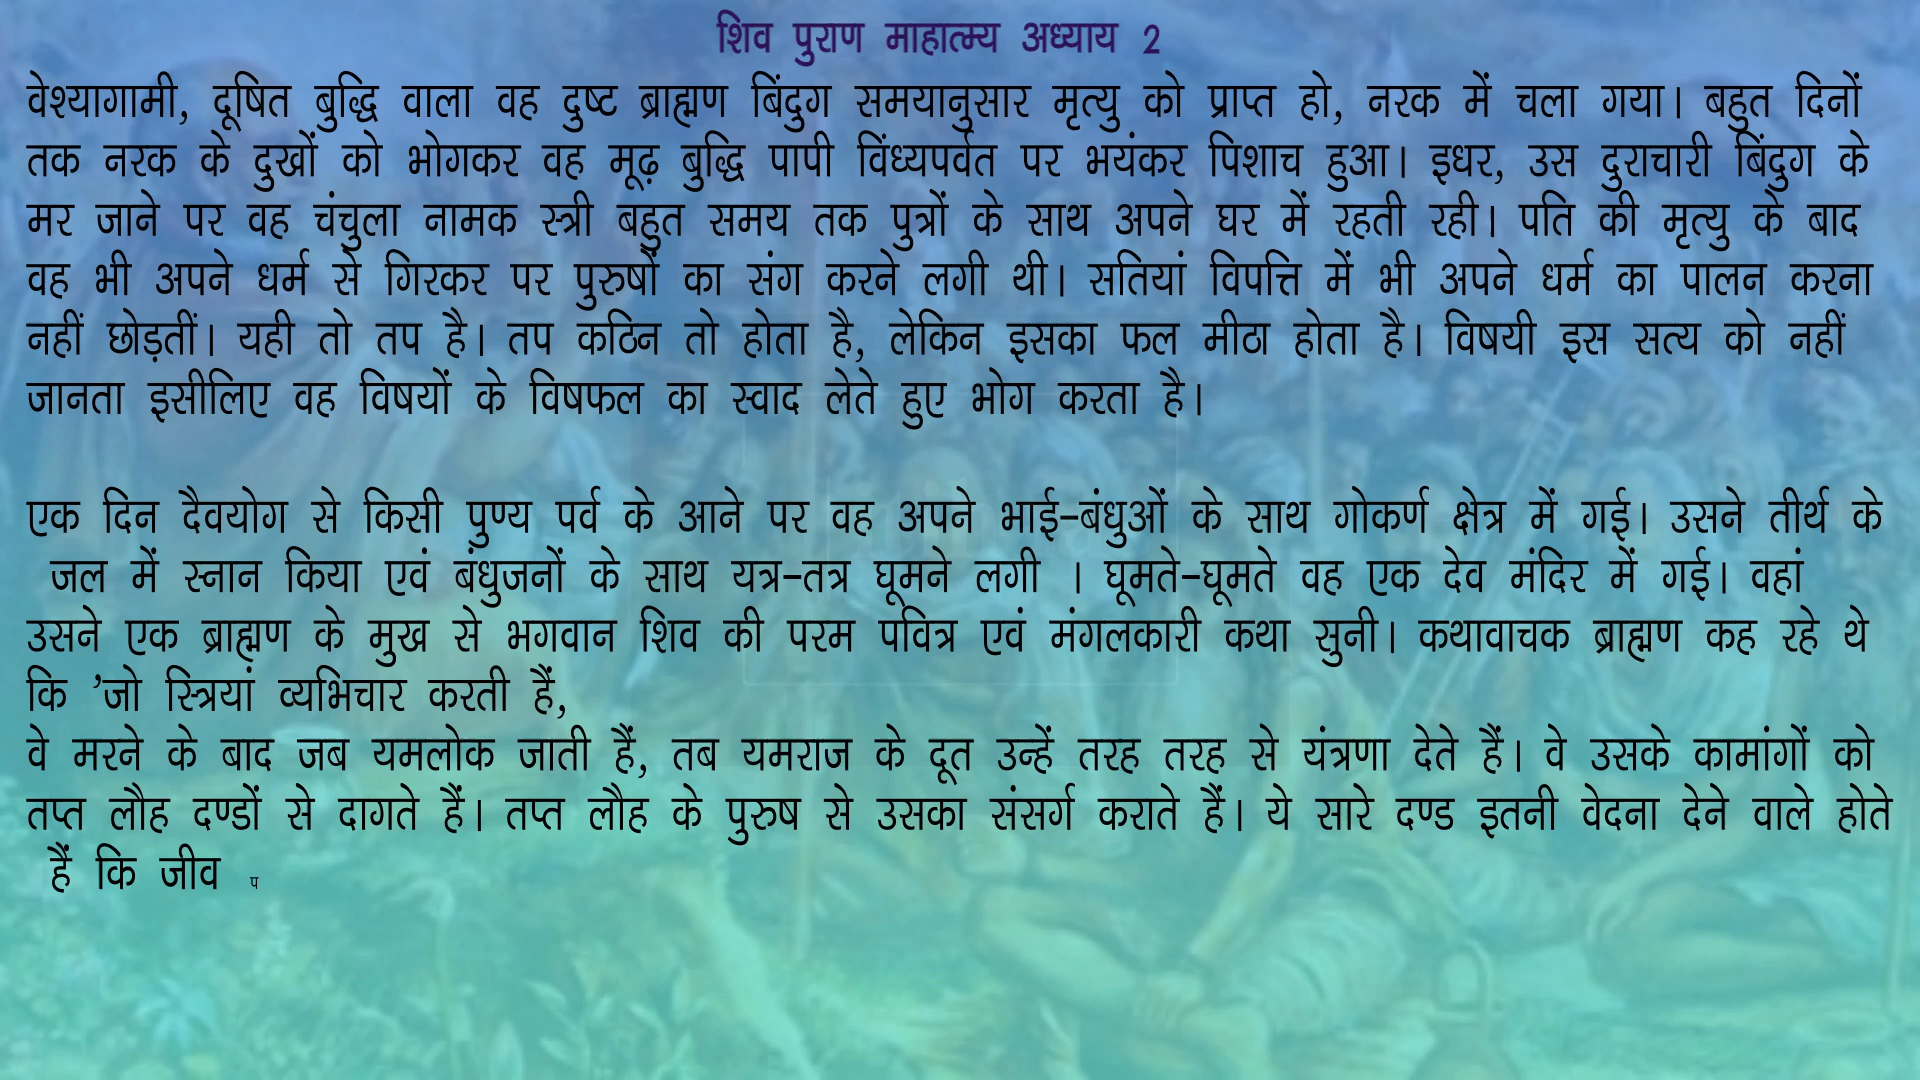 शिव पुराण माहात्म्य अध्याय 2
वेश्यागामी, दूषित बुद्धि वाला वह दुष्ट ब्राह्मण बिंदुग समयानुसार मृत्यु को प्राप्त हो, नरक में चला गया। बहुत दिनों
तक नरक के दुखों को भोगकर वह मूढ़ बुद्धि पापी विंध्यपर्वत पर भयंकर पिशाच हुआ। इधर, उस दुराचारी बिंदुग के
मर जाने पर वह चंचुला नामक स्त्री बहुत समय तक पुत्रों के साथ अपने घर में रहती रही। पति की मृत्यु के बाद
वह भी अपने धर्म से गिरकर पर पुरुषों का संग करने लगी थी। सतियां विपत्ति में भी अपने धर्म का पालन करना
नहीं छोड़तीं। यही तो तप है। तप कठिन तो होता है, लेकिन इसका फल मीठा होता है। विषयी इस सत्य को नहीं
जानता इसीलिए वह विषयों के विषफल का स्वाद लेते हुए भोग करता है।
एक दिन दैवयोग से किसी पुण्य पर्व के आने पर वह अपने भाई-बंधुओं के साथ गोकर्ण क्षेत्र में गई। उसने तीर्थ के
जल में स्नान किया एवं बंधुजनों के साथ यत्र-तत्र घूमने लगी । घूमते-घूमते वह एक देव मंदिर में गई। वहां
उसने एक ब्राह्मण के मुख से भगवान शिव की परम पवित्र एवं मंगलकारी कथा सुनी। कथावाचक ब्राह्मण कह रहे थे
कि ’जो स्त्रियां व्यभिचार करती हैं,
वे मरने के बाद जब यमलोक जाती हैं, तब यमराज के दूत उन्हें तरह तरह से यंत्रणा देते हैं। वे उसके कामांगों को
तप्त लौह दण्डों से दागते हैं। तप्त लौह के पुरुष से उसका संसर्ग कराते हैं। ये सारे दण्ड इतनी वेदना देने वाले होते
हैं कि जीव प